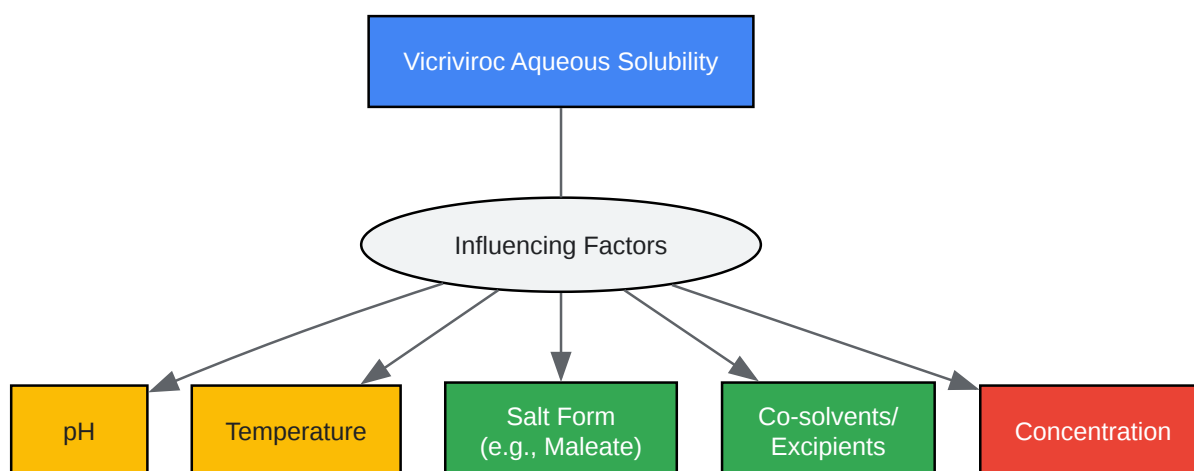 Vicriviroc Aqueous Solubility
Influencing Factors
pH
Temperature
Salt Form
(e.g., Maleate)
Co-solvents/
Excipients
Concentration